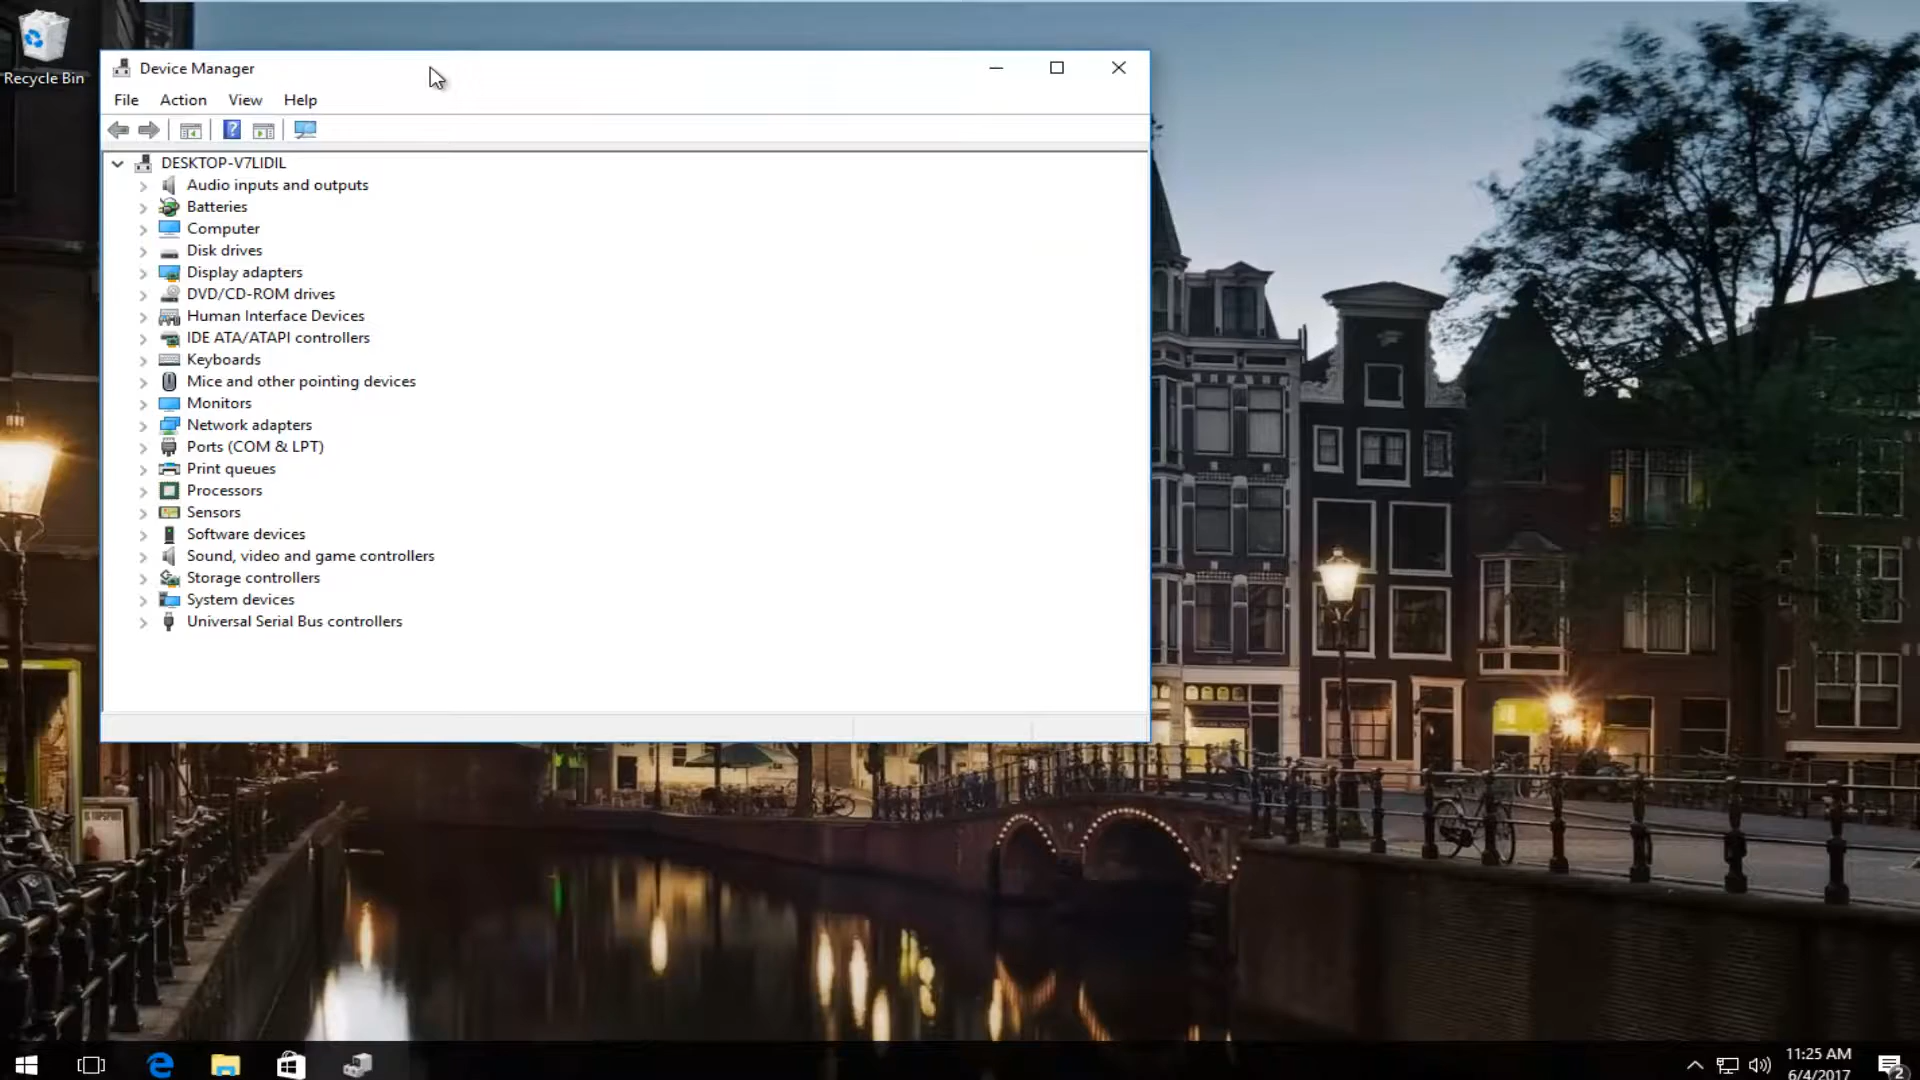 Recycle Bin
Device Manager
File Action View Help
DESKTOP-V7LIDIL
Audio inputs and outputs
Batteries
Computer
Disk drives
Display adapters
DVD/CD-ROM drives
Human Interface Devices
IDE ATA/ATAPI controllers
Keyboards
Mice and other pointing devices
Monitors
Network adapters
Ports (COM & LPT)
Print queues
Processors
Sensors
Software devices
Sound, video and game controllers
Storage controllers
System devices
Universal Serial Bus controllers
11:25 AM
6/4/2017
2